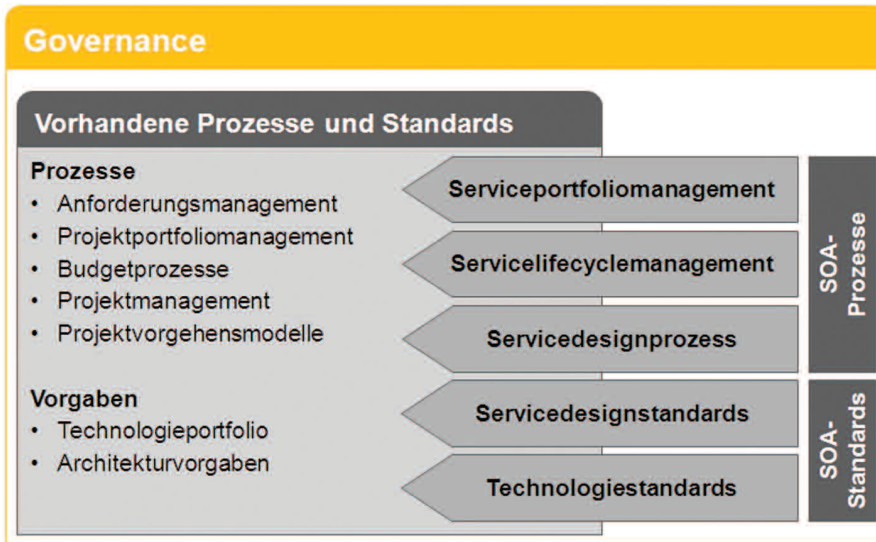 Governance
Vorhandene Prozesse und Standards
Prozesse
• Anforderungsmanagement
• Projektportfoliomanagement
• Budgetprozesse
• Projektmanagement
• Projektvorgehensmodelle
Vorgaben
• Technologieportfolio
• Architekturvorgaben
Serviceportfoliomanagement
Servicelifecyclemanagement
Servicedesignprozess
Servicedesignstandards
Technologiestandards
SOA-
Prozesse
SOA-
Standards